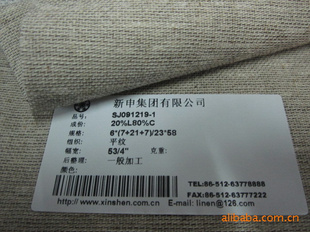 新申集团有限公司
品号: SJ091219-1
成份: 20%L80%C
规格: 6*(7+21+7)/23*58
组织: 平纹
幅宽: 53/4" 克重:
后整理: 一般加工
颜色:
TEL:86-512-63778888
FAX:86-512-63777222
http://www.xinshen.com.cn E-mail: linen@126.com
alibaba.com.cn